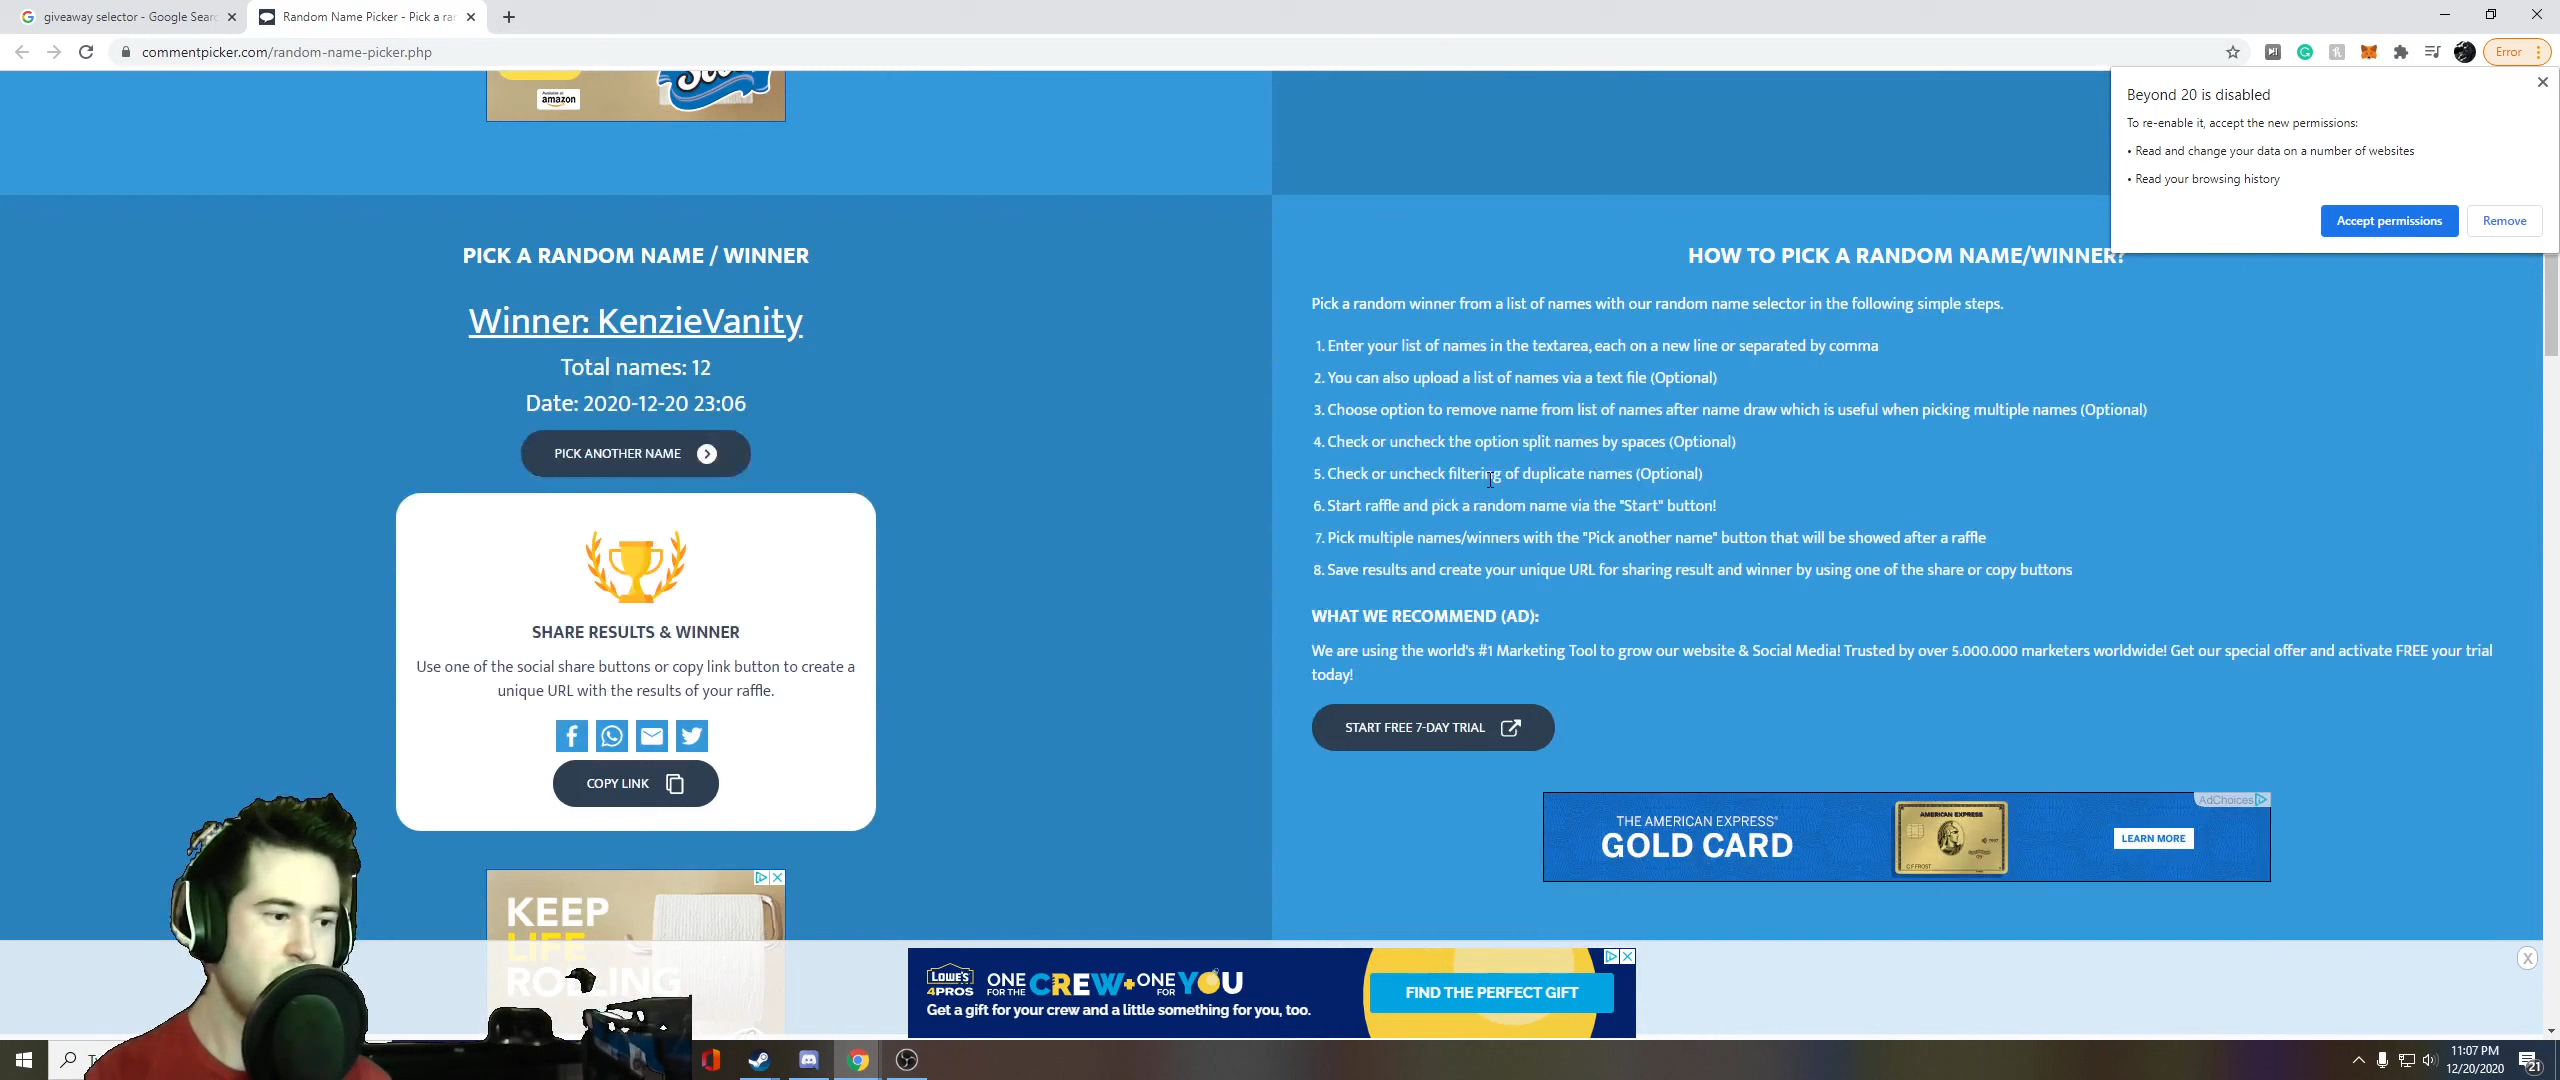 giveaway selector - Google Searc
Random Name Picker - Pick a ran
commentpicker.com/random-name-picker.php
Error
Available at
amazon
Beyond 20 is disabled
To re-enable it, accept the new permissions:
• Read and change your data on a number of websites
• Read your browsing history
Accept permissions
Remove
PICK A RANDOM NAME / WINNER
Winner: KenzieVanity
Total names: 12
Date: 2020-12-20 23:06
PICK ANOTHER NAME
SHARE RESULTS & WINNER
Use one of the social share buttons or copy link button to create a
unique URL with the results of your raffle.
COPY LINK
KEEP
LIFE
ROLLING
HOW TO PICK A RANDOM NAME/WINNER?
Pick a random winner from a list of names with our random name selector in the following simple steps.
1. Enter your list of names in the textarea, each on a new line or separated by comma
2. You can also upload a list of names via a text file (Optional)
3. Choose option to remove name from list of names after name draw which is useful when picking multiple names (Optional)
4. Check or uncheck the option split names by spaces (Optional)
5. Check or uncheck filtering of duplicate names (Optional)
6. Start raffle and pick a random name via the "Start" button!
7. Pick multiple names/winners with the "Pick another name" button that will be showed after a raffle
8. Save results and create your unique URL for sharing result and winner by using one of the share or copy buttons
WHAT WE RECOMMEND (AD):
We are using the world's #1 Marketing Tool to grow our website & Social Media! Trusted by over 5.000.000 marketers worldwide! Get our special offer and activate FREE your trial
today!
START FREE 7-DAY TRIAL
AdChoices
THE AMERICAN EXPRESS®
GOLD CARD
AMERICAN EXPRESS
C F FROST
LEARN MORE
LOWE'S
4PROS
ONE FOR THE CREW + ONE FOR YOU
Get a gift for your crew and a little something for you, too.
FIND THE PERFECT GIFT
X
11:07 PM
12/20/2020
21